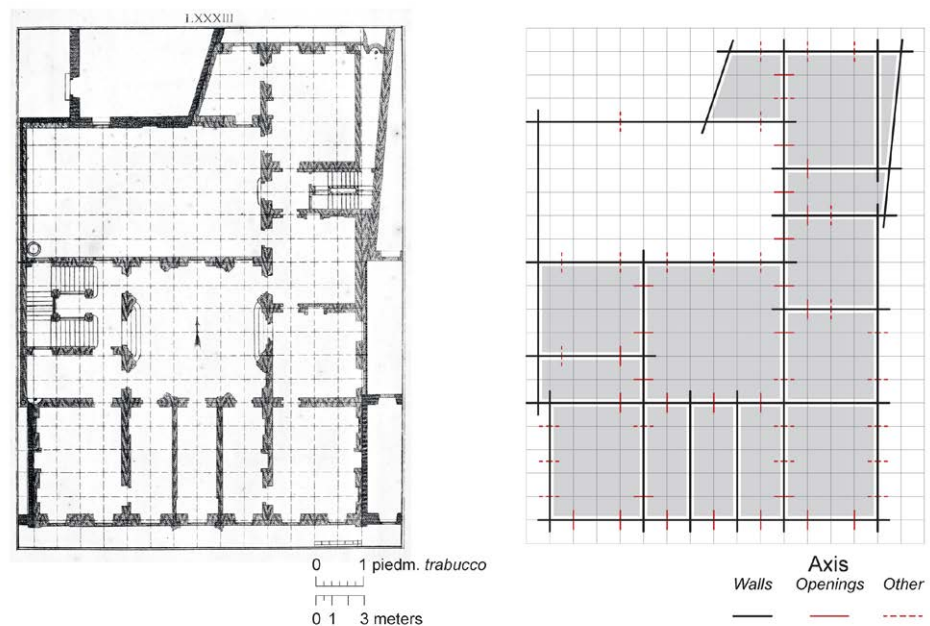 LXXXIII
0 1 piedm. trabucco
0 1 3 meters
Axis
Walls Openings Other